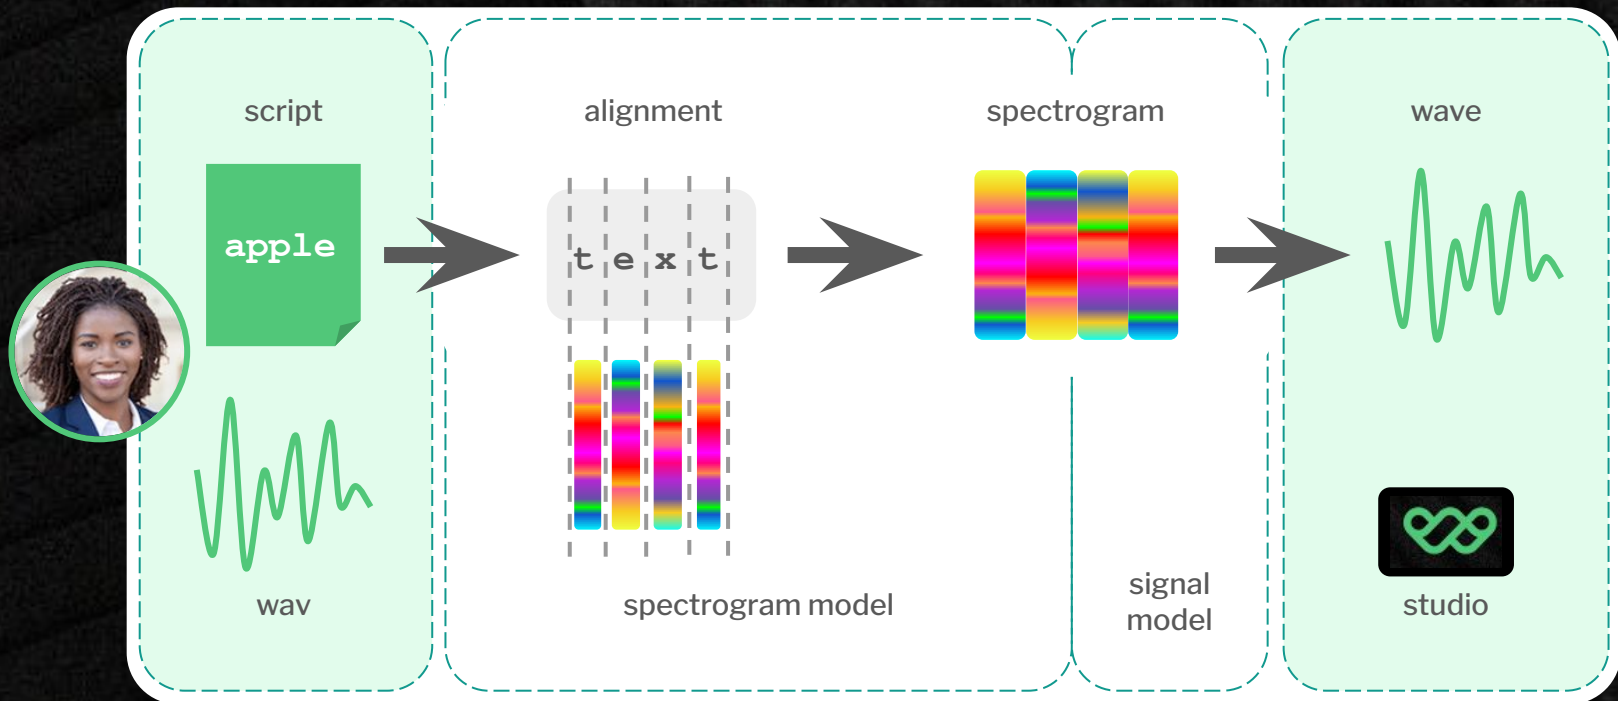 script
alignment
spectrogram
wave
apple
t e x t
wav
spectrogram model
signal
model
studio